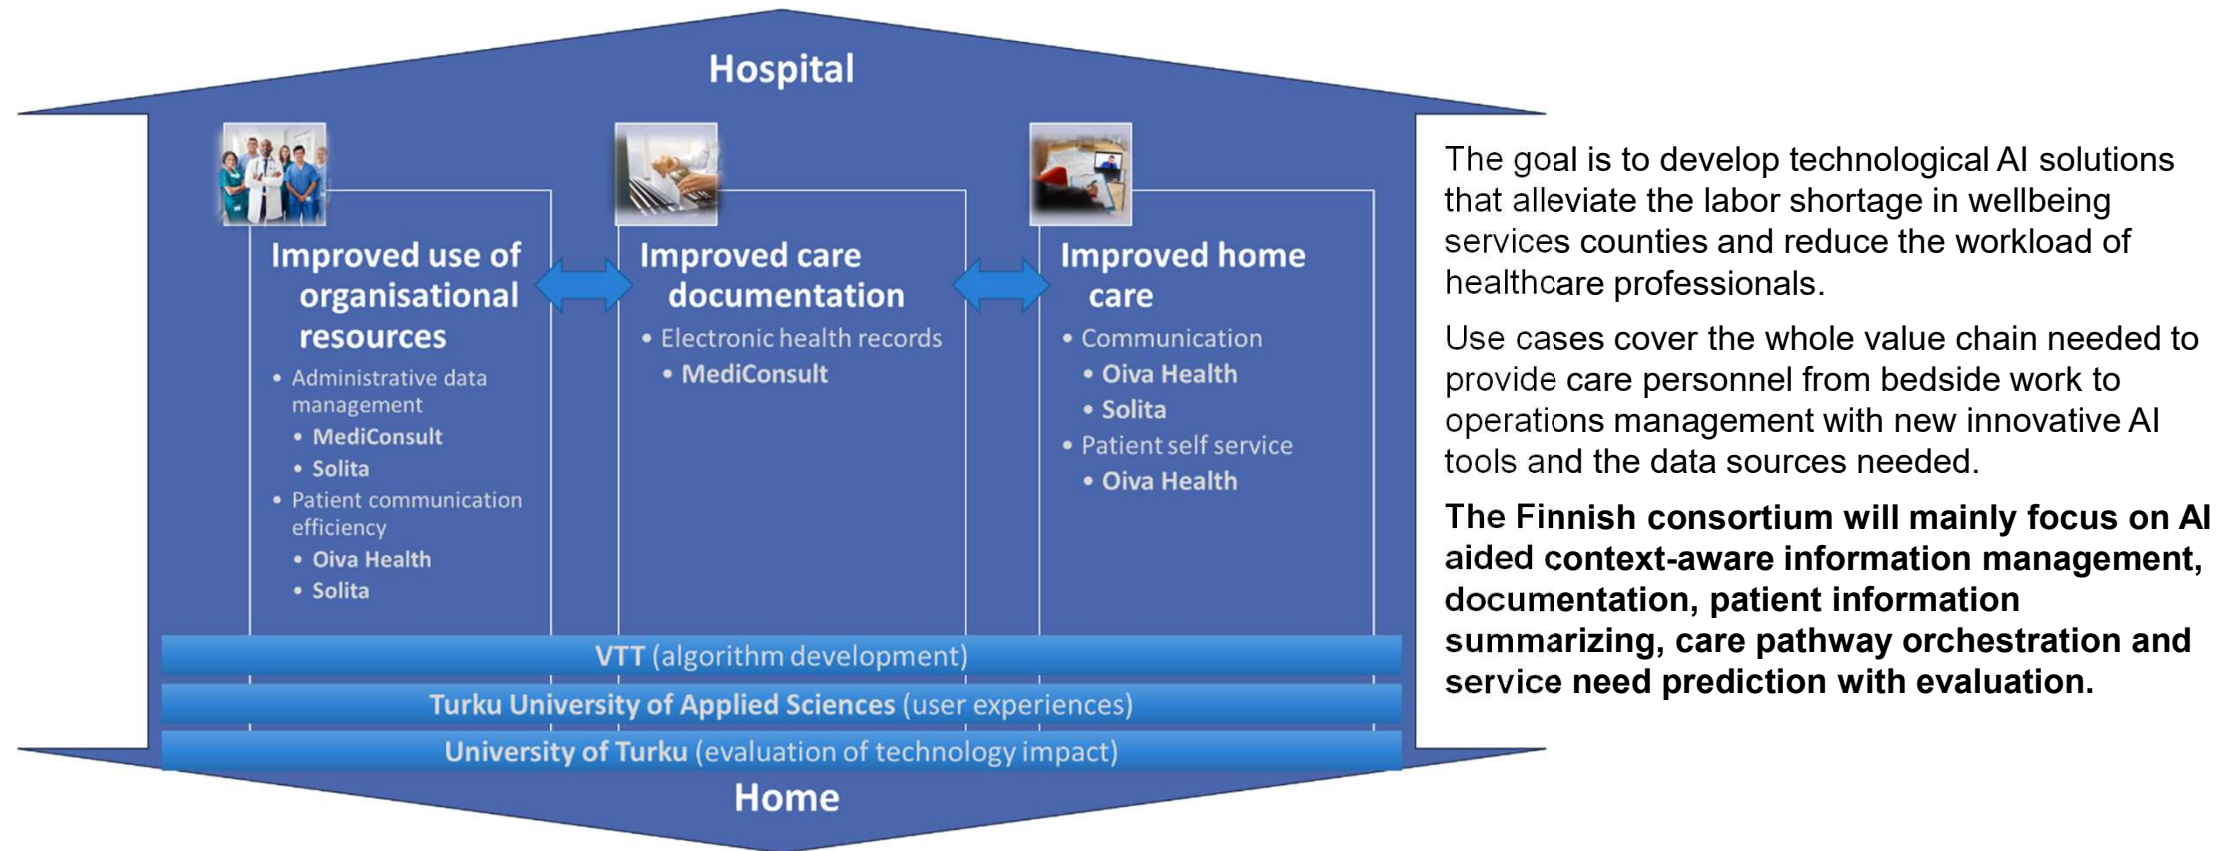 Hospital
Improved use of
organisational
resources
• Administrative data
management
• MediConsult
• Solita
• Patient communication
efficiency
• Oiva Health
• Solita
Improved care
documentation
• Electronic health records
• MediConsult
Improved home
care
• Communication
• Oiva Health
• Solita
• Patient self service
• Oiva Health
VTT (algorithm development)
Turku University of Applied Sciences (user experiences)
University of Turku (evaluation of technology impact)
Home
The goal is to develop technological AI solutions
that alleviate the labor shortage in wellbeing
services counties and reduce the workload of
healthcare professionals.
Use cases cover the whole value chain needed to
provide care personnel from bedside work to
operations management with new innovative AI
tools and the data sources needed.
The Finnish consortium will mainly focus on AI
aided context-aware information management,
documentation, patient information
summarizing, care pathway orchestration and
service need prediction with evaluation.